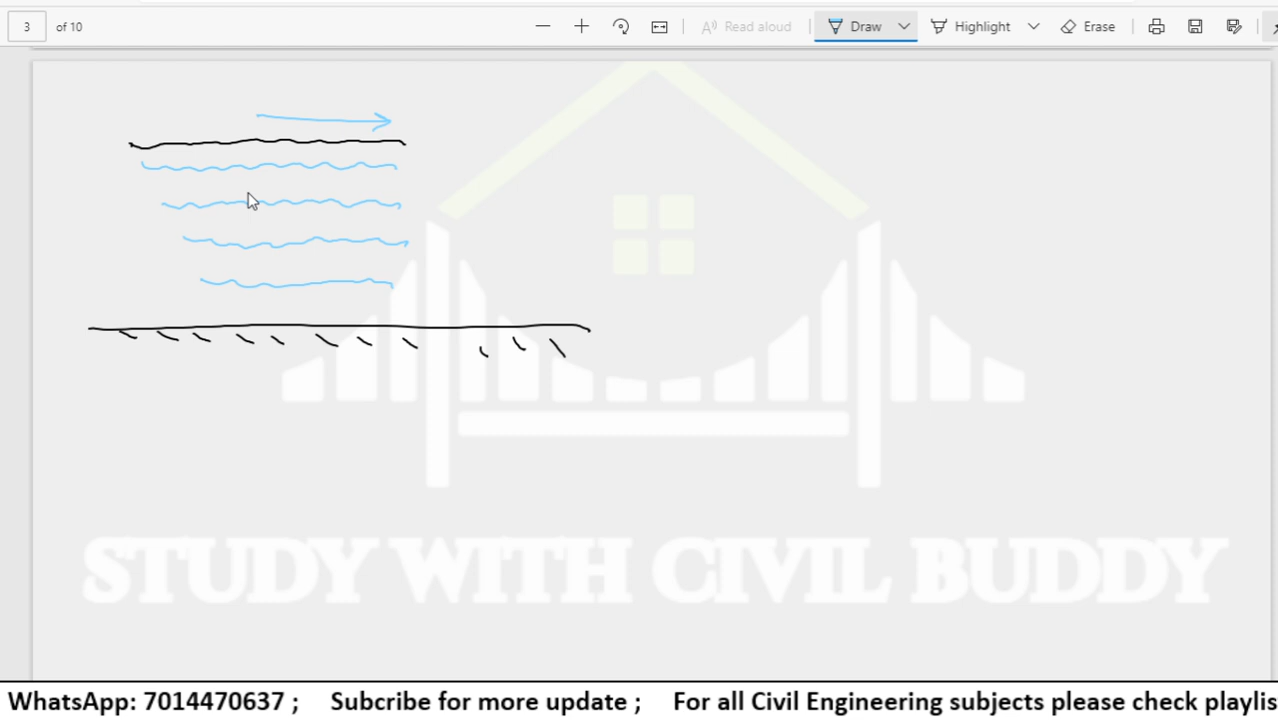 3 of 10 Read aloud Draw Highlight Erase
STUDY WITH CIVIL BUDDY
WhatsApp: 7014470637 ; Subcribe for more update ; For all Civil Engineering subjects please check playlis